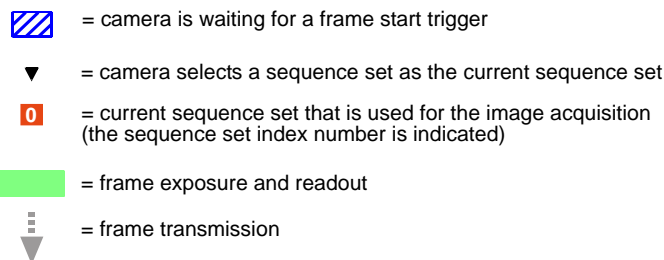 = camera is waiting for a frame start trigger
= camera selects a sequence set as the current sequence set
0 = current sequence set that is used for the image acquisition
(the sequence set index number is indicated)
= frame exposure and readout
= frame transmission